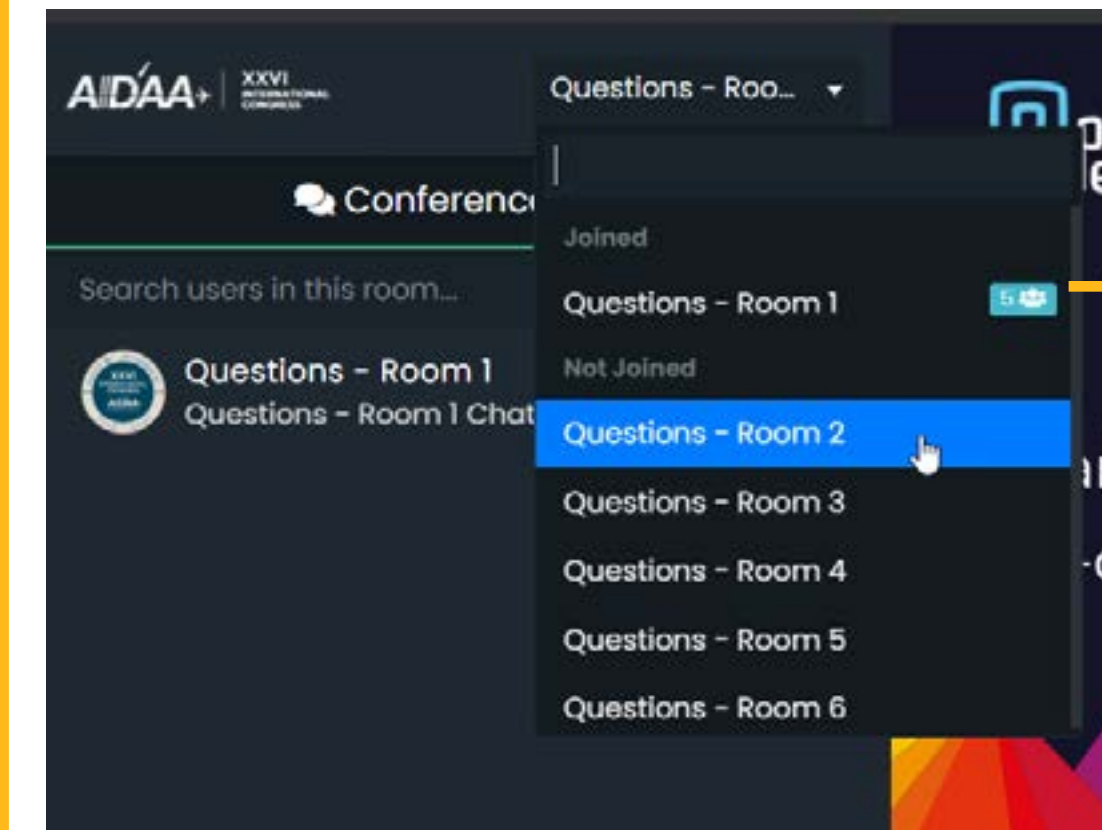 AIDAA
XXVI
INTERNATIONAL
CONGRESS
Questions - Roo...
Conferenc
Search users in this room...
Joined
Questions - Room 1
5
Not Joined
Questions - Room 1
Questions - Room 1 Chat
Questions - Room 2
Questions - Room 3
Questions - Room 4
Questions - Room 5
Questions - Room 6